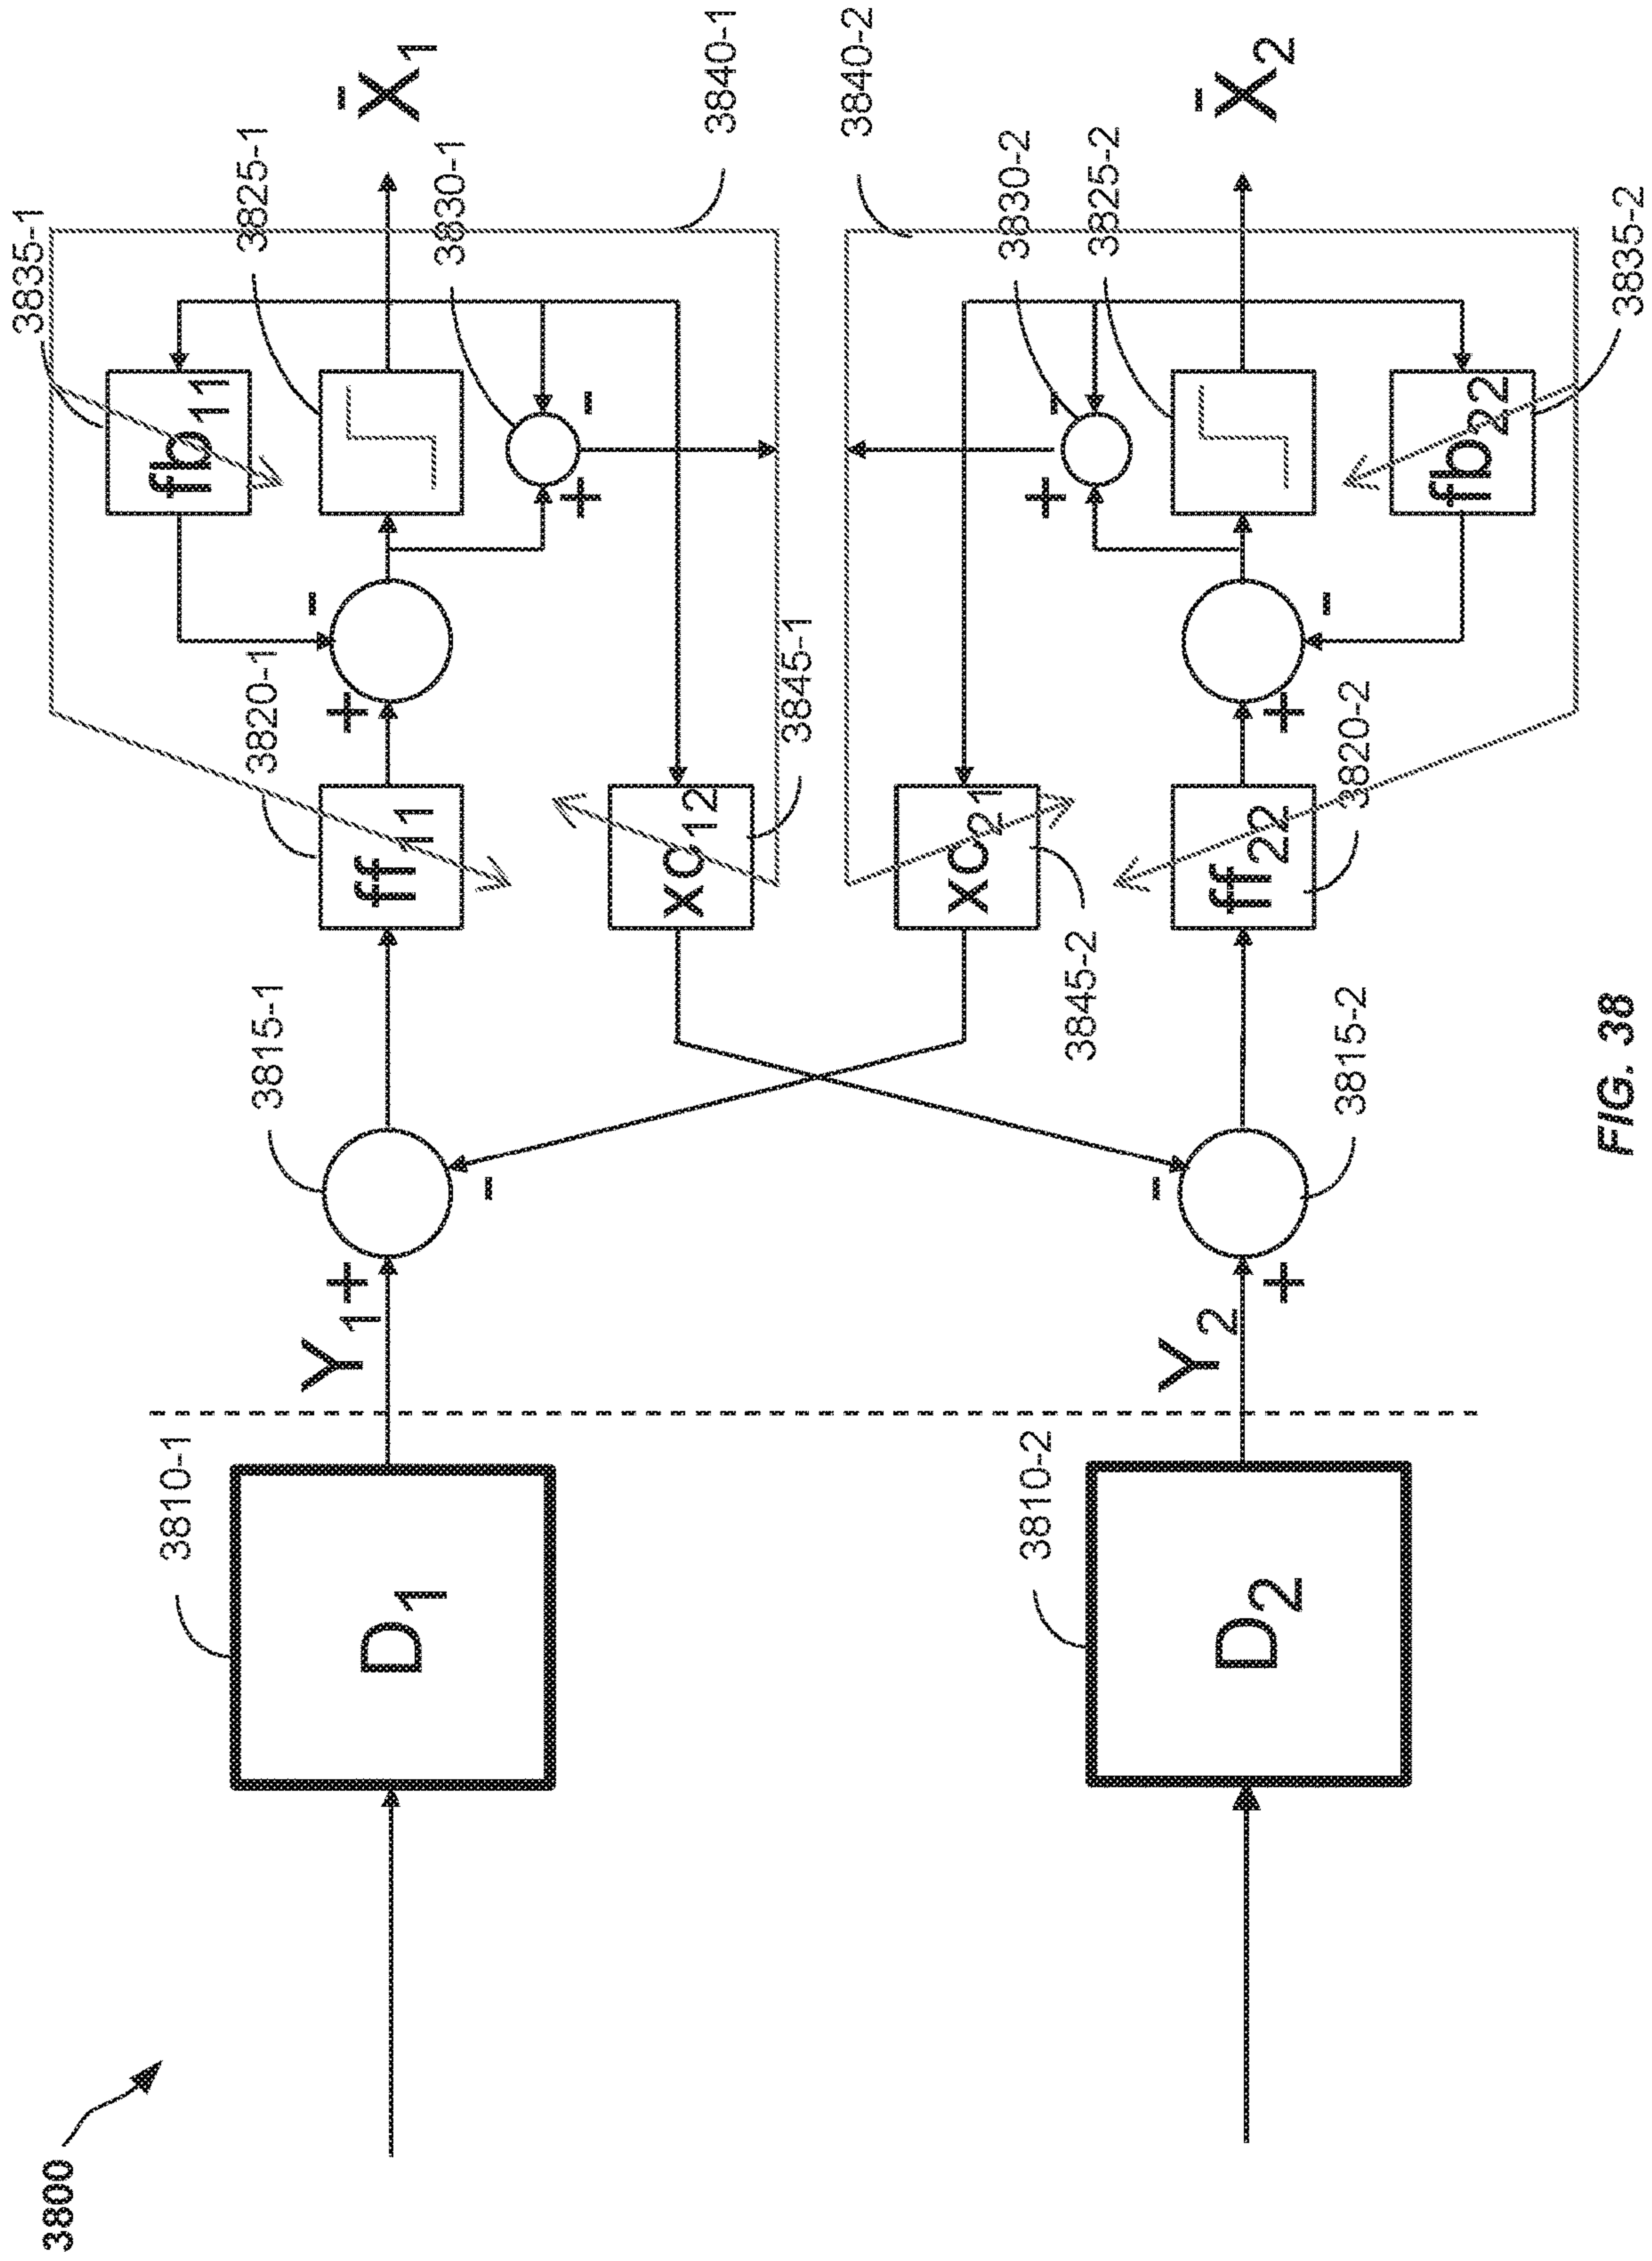 3800
3810-1
D1
Y1
+
3815-1
-
3820-1
ff11
+
-
3835-1
fb11
3825-1
3830-1
+
-
X̄1
3840-1
xc12
3845-1
3840-2
xc21
3845-2
3830-2
3825-2
+
-
3810-2
D2
Y2
+
-
3815-2
ff22
3820-2
+
-
fb22
3835-2
X̄2
FIG. 38